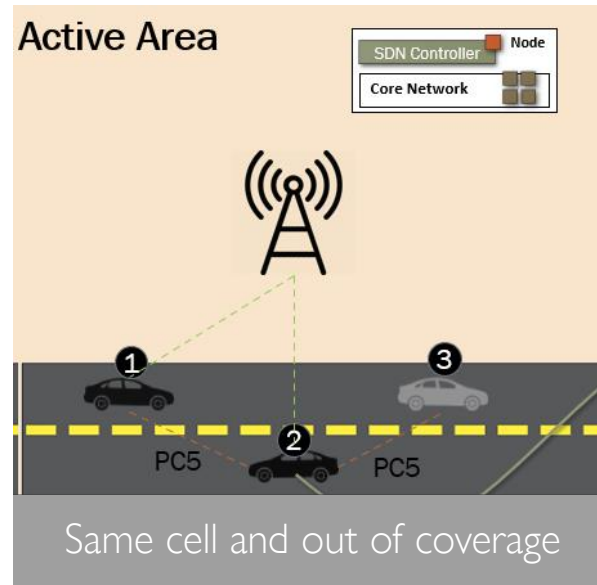 Active Area
Node
SDN Controller
Core Network
1
3
2
PC5
PC5
Same cell and out of coverage